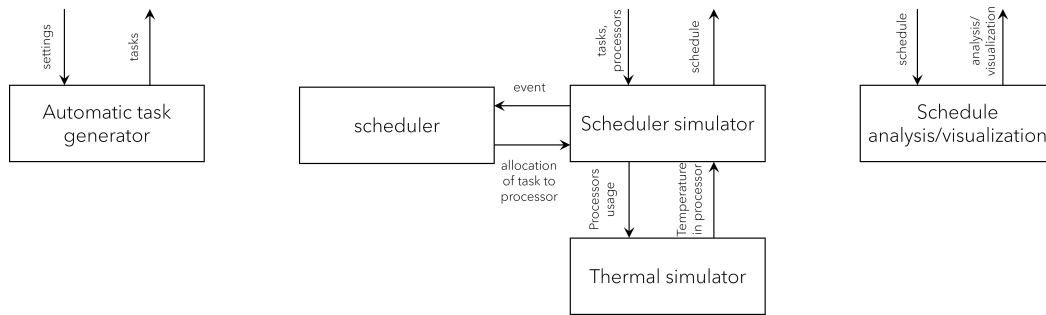 settings
tasks
Automatic task
generator
scheduler
event
allocation
of task to
processor
tasks,
processors
schedule
Scheduler simulator
Processors
usage
Temperature
in processor
Thermal simulator
schedule
analysis/
visualization
Schedule
analysis/visualization